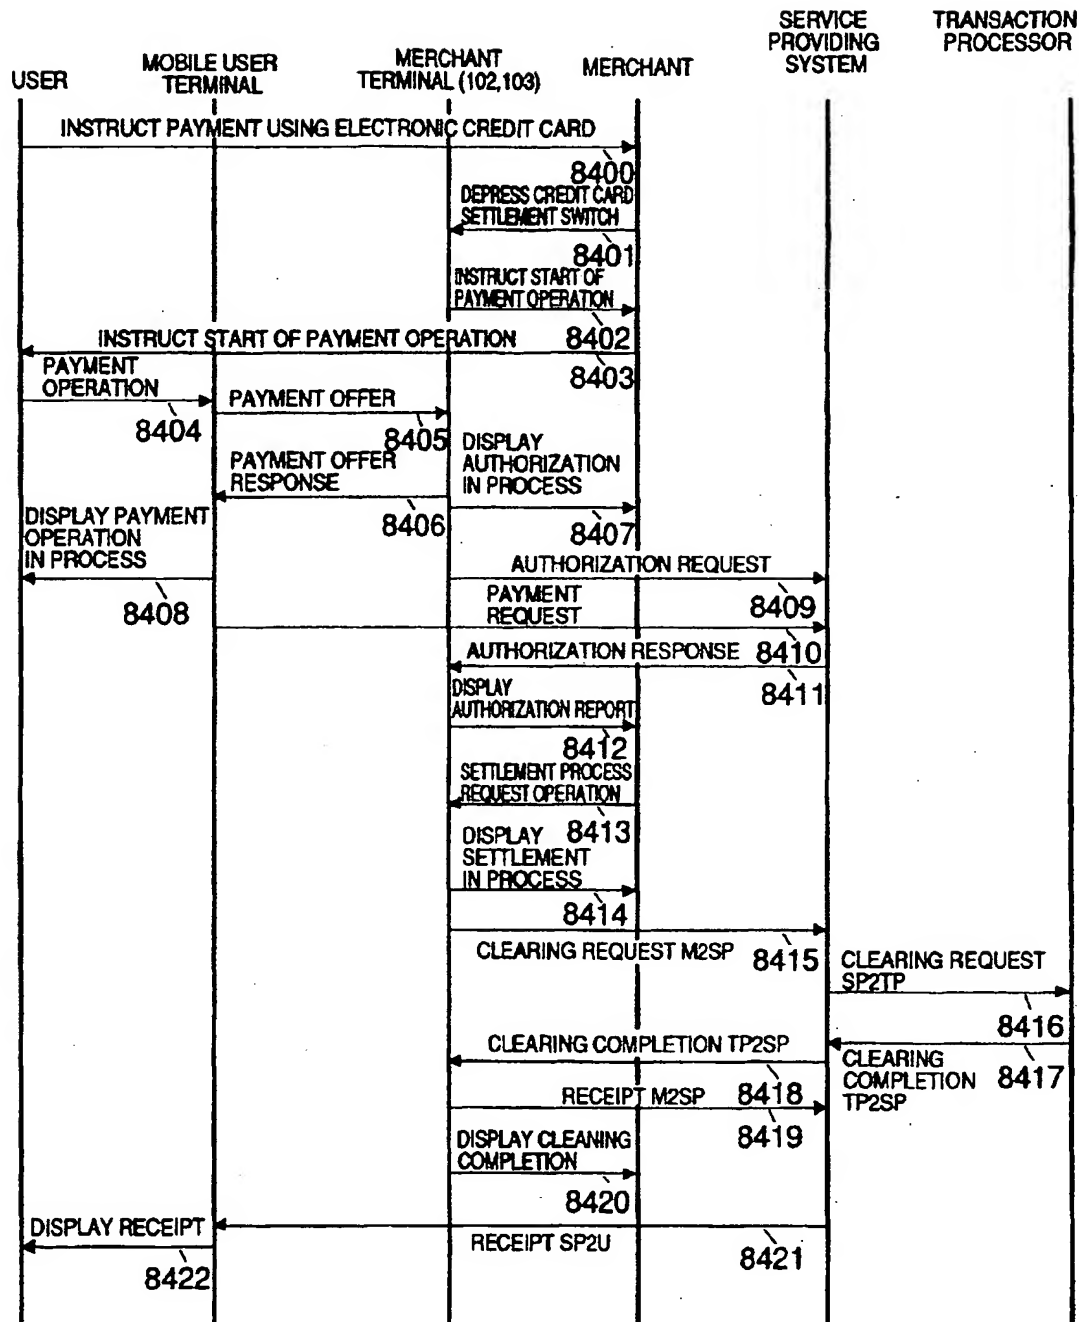 USER
MOBILE USER
TERMINAL
MERCHANT
TERMINAL (102,103)
MERCHANT
SERVICE
PROVIDING
SYSTEM
TRANSACTION
PROCESSOR
INSTRUCT PAYMENT USING ELECTRONIC CREDIT CARD
8400
DEPRESS CREDIT CARD
SETTLEMENT SWITCH
8401
INSTRUCT START OF
PAYMENT OPERATION
8402
INSTRUCT START OF PAYMENT OPERATION
8403
PAYMENT
OPERATION
8404
PAYMENT OFFER
8405
PAYMENT OFFER
RESPONSE
8406
DISPLAY
AUTHORIZATION
IN PROCESS
8407
DISPLAY PAYMENT
OPERATION
IN PROCESS
8408
AUTHORIZATION REQUEST
8409
PAYMENT
REQUEST
8410
AUTHORIZATION RESPONSE
8411
DISPLAY
AUTHORIZATION REPORT
8412
SETTLEMENT PROCESS
REQUEST OPERATION
8413
DISPLAY
SETTLEMENT
IN PROCESS
8414
CLEARING REQUEST M2SP
8415
CLEARING REQUEST
SP2TP
8416
CLEARING
COMPLETION
TP2SP
8417
CLEARING COMPLETION TP2SP
8418
RECEIPT M2SP
8419
DISPLAY CLEANING
COMPLETION
8420
RECEIPT SP2U
8421
DISPLAY RECEIPT
8422